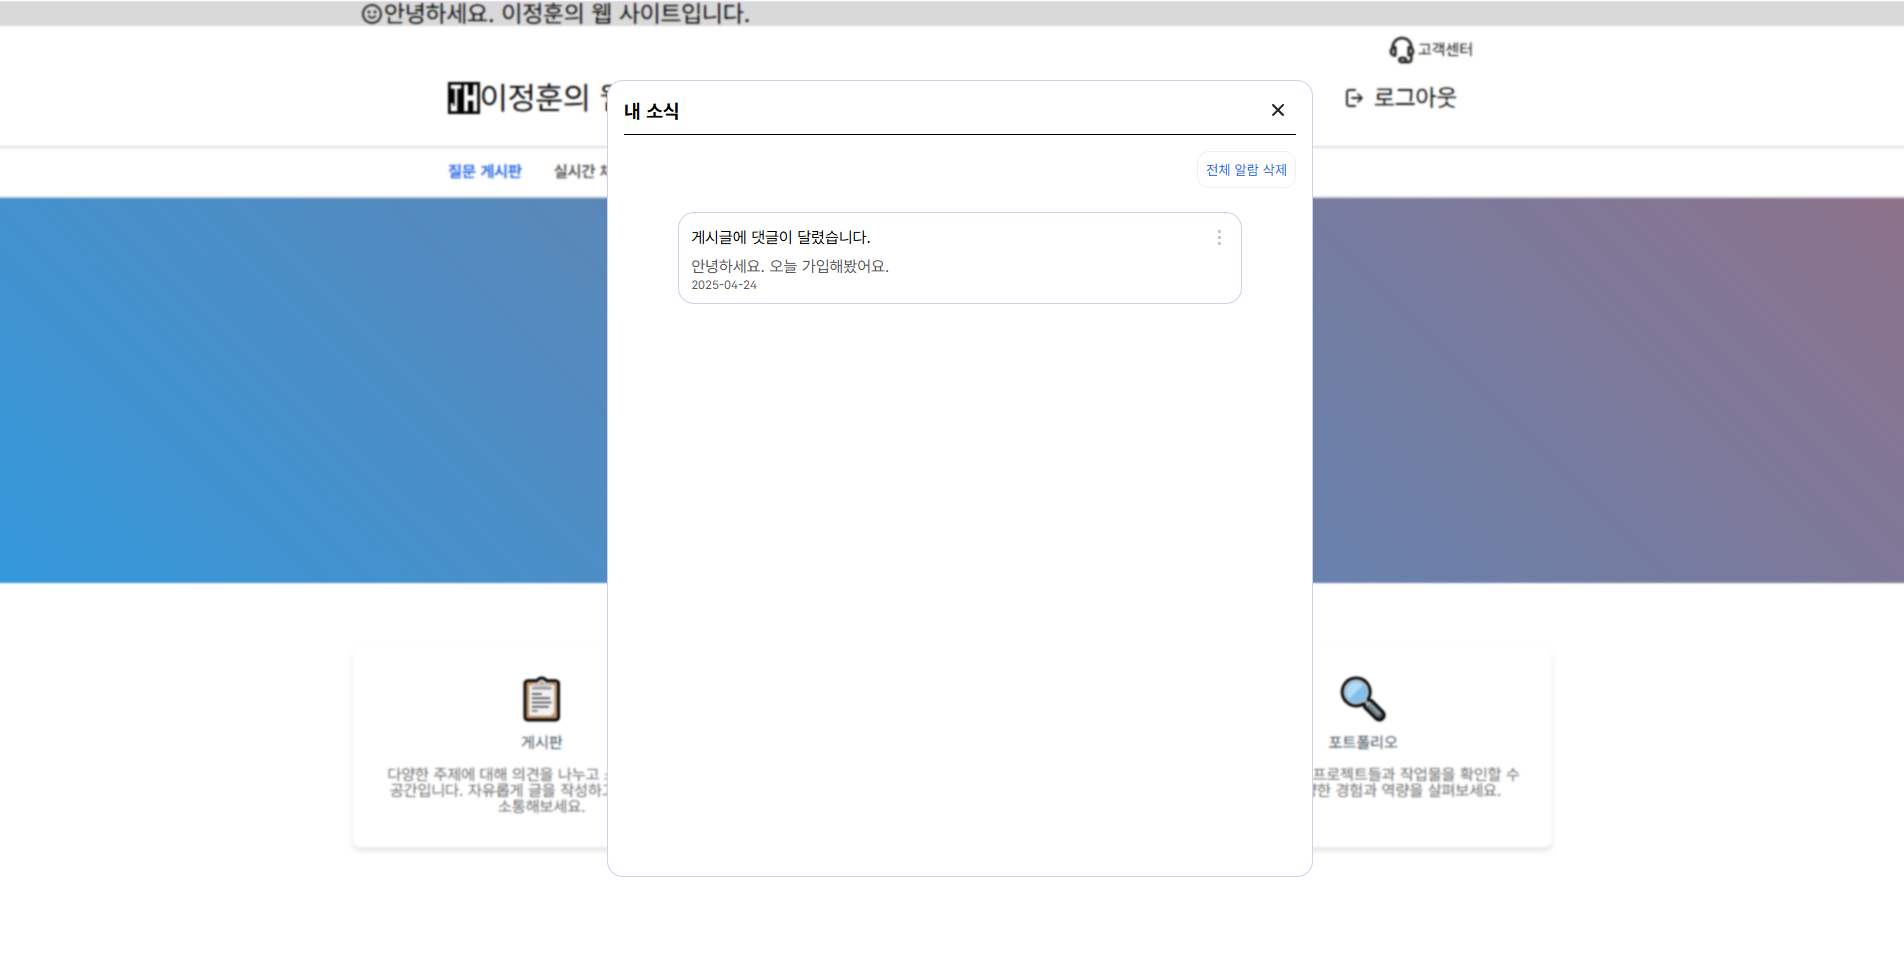 안녕하세요. 이정훈의 웹 사이트입니다.
고객센터
JH이정훈의
로그아웃
내 소식
질문 게시판
실시간
전체 알람 삭제
게시글에 댓글이 달렸습니다.
안녕하세요. 오늘 가입해봤어요.
2025-04-24
게시판
다양한 주제에 대해 의견을 나누고
공간입니다. 자유롭게 글을 작성하고
소통해보세요.
포트폴리오
프로젝트들과 작업물을 확인할 수
경험과 역량을 살펴보세요.